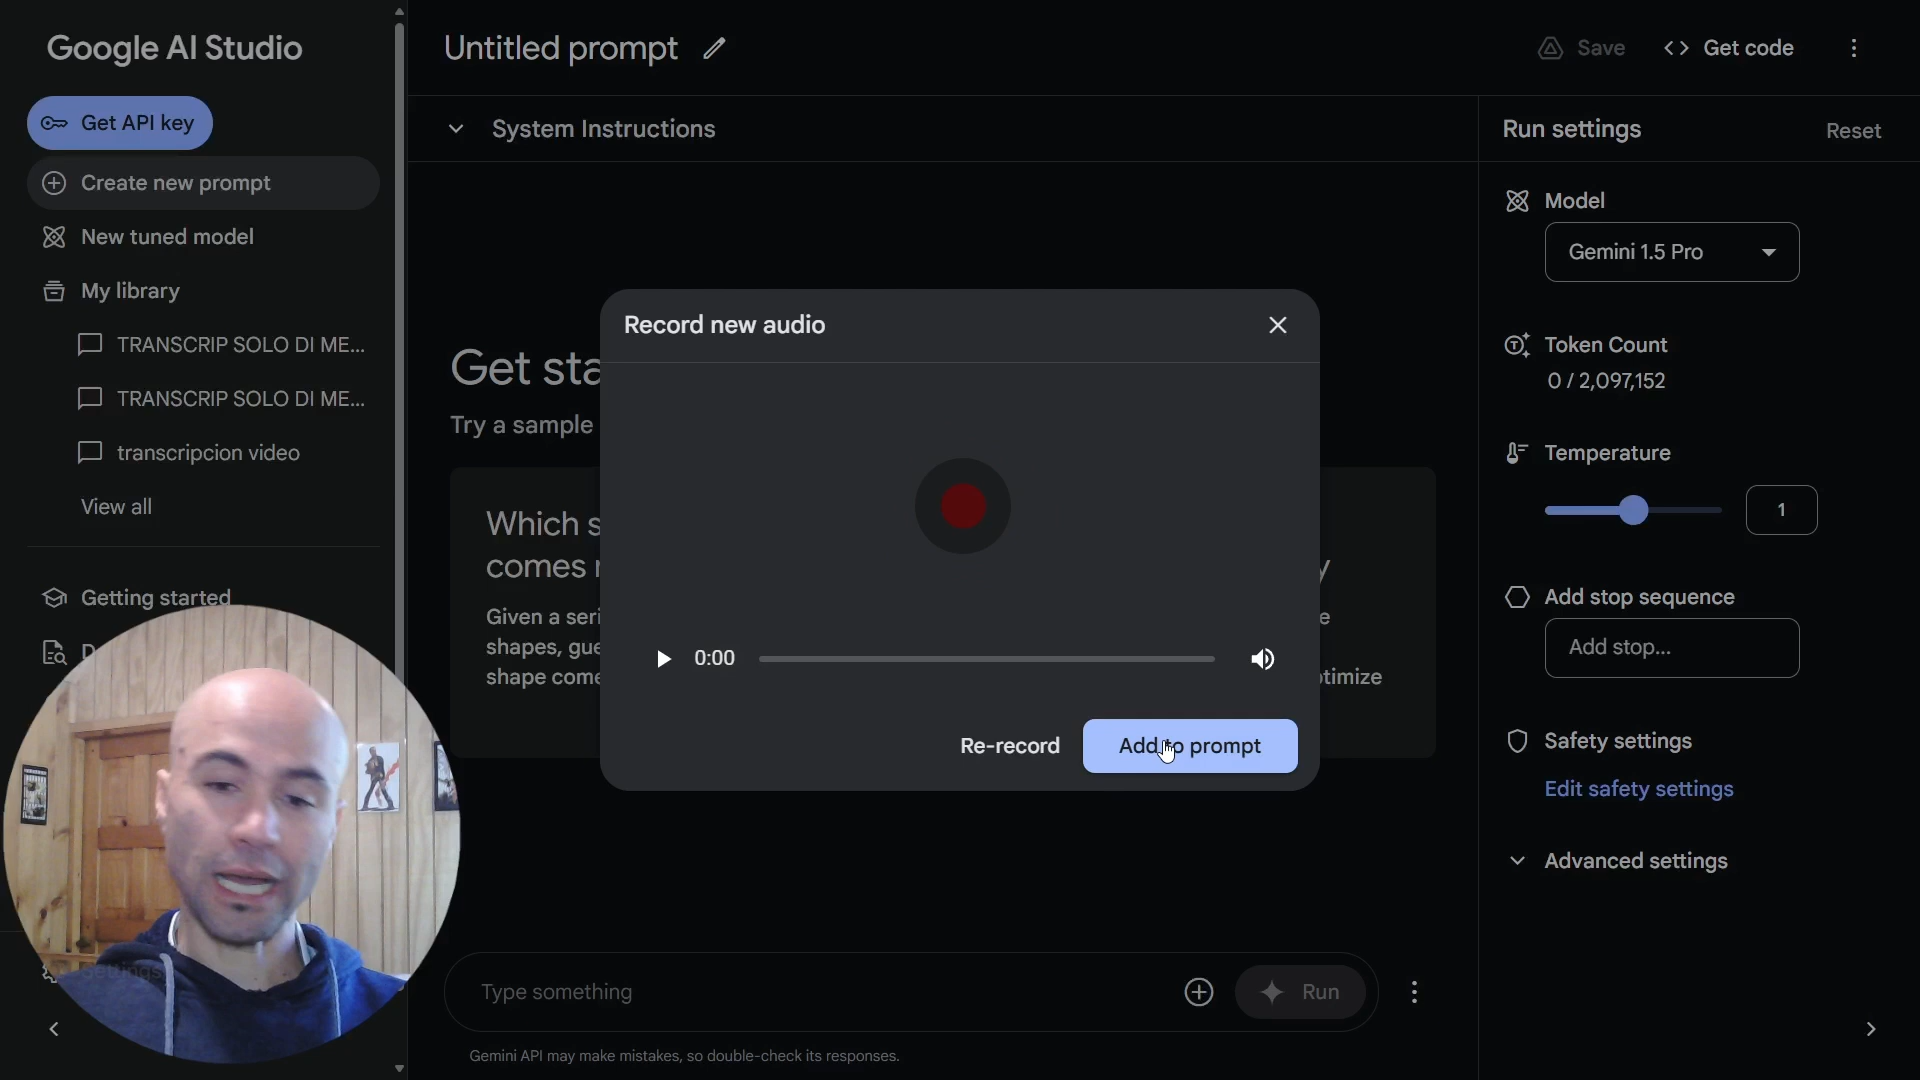 Google AI Studio
Get API key
Create new prompt
New tuned model
My library
TRANSCRIP SOLO DI ME...
TRANSCRIP SOLO DI ME...
transcripcion video
View all
Getting started
D
Settings
Untitled prompt
Save
Get code
System Instructions
Get sta
Try a sample
Which s
comes
Given a seri
shapes, gue
shape come
y
e
timize
Record new audio
0:00
Re-record
Add to prompt
Type something
Run
Gemini API may make mistakes, so double-check its responses.
Run settings
Reset
Model
Gemini 1.5 Pro
Token Count
0 / 2,097,152
Temperature
1
Add stop sequence
Add stop...
Safety settings
Edit safety settings
Advanced settings